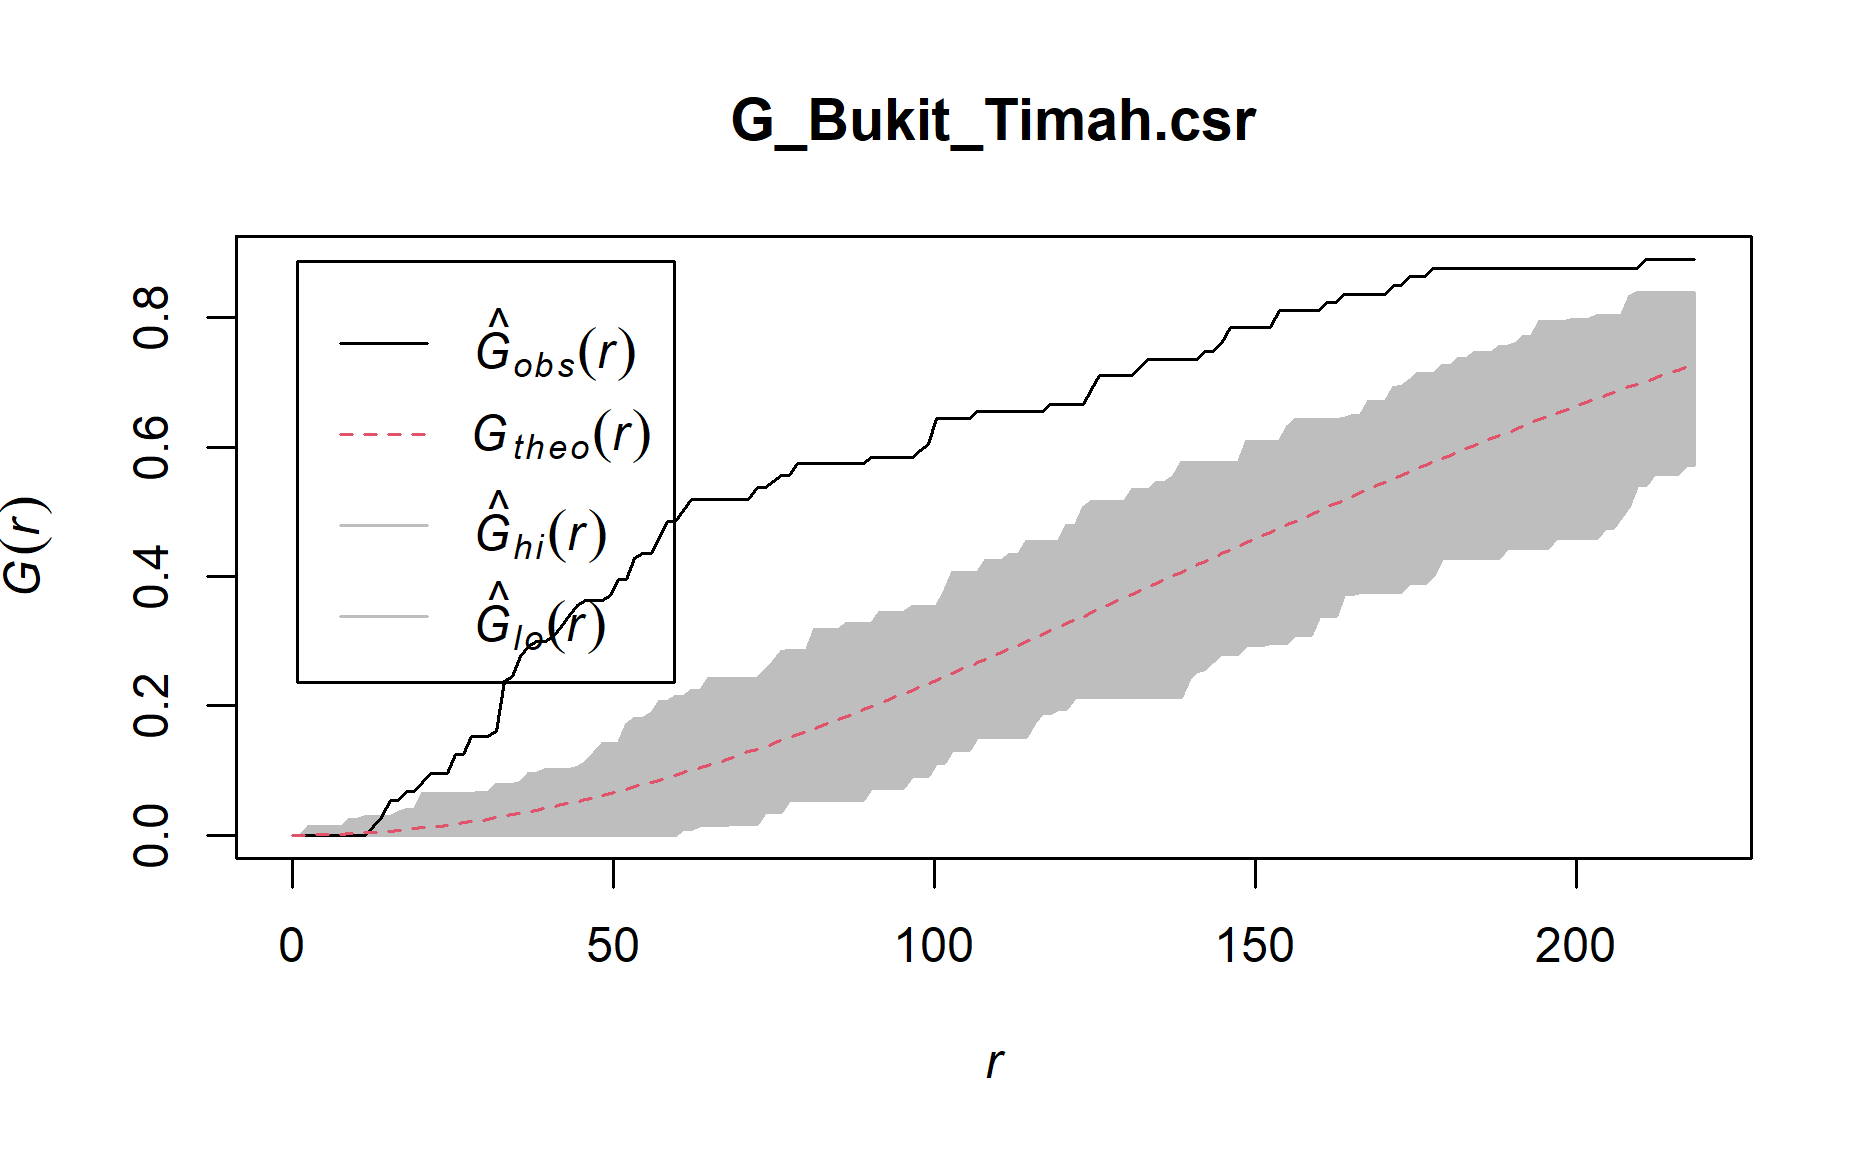 G_Bukit_Timah.csr
Ĝobs(r)
Gtheo(r)
Ĝhi(r)
Ĝlo(r)
G(r)
0.0 0.2 0.4 0.6 0.8
0 50 100 150 200
r